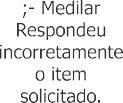 ;- Medilar
Respondeu
incorretamente
o item
solicitado.